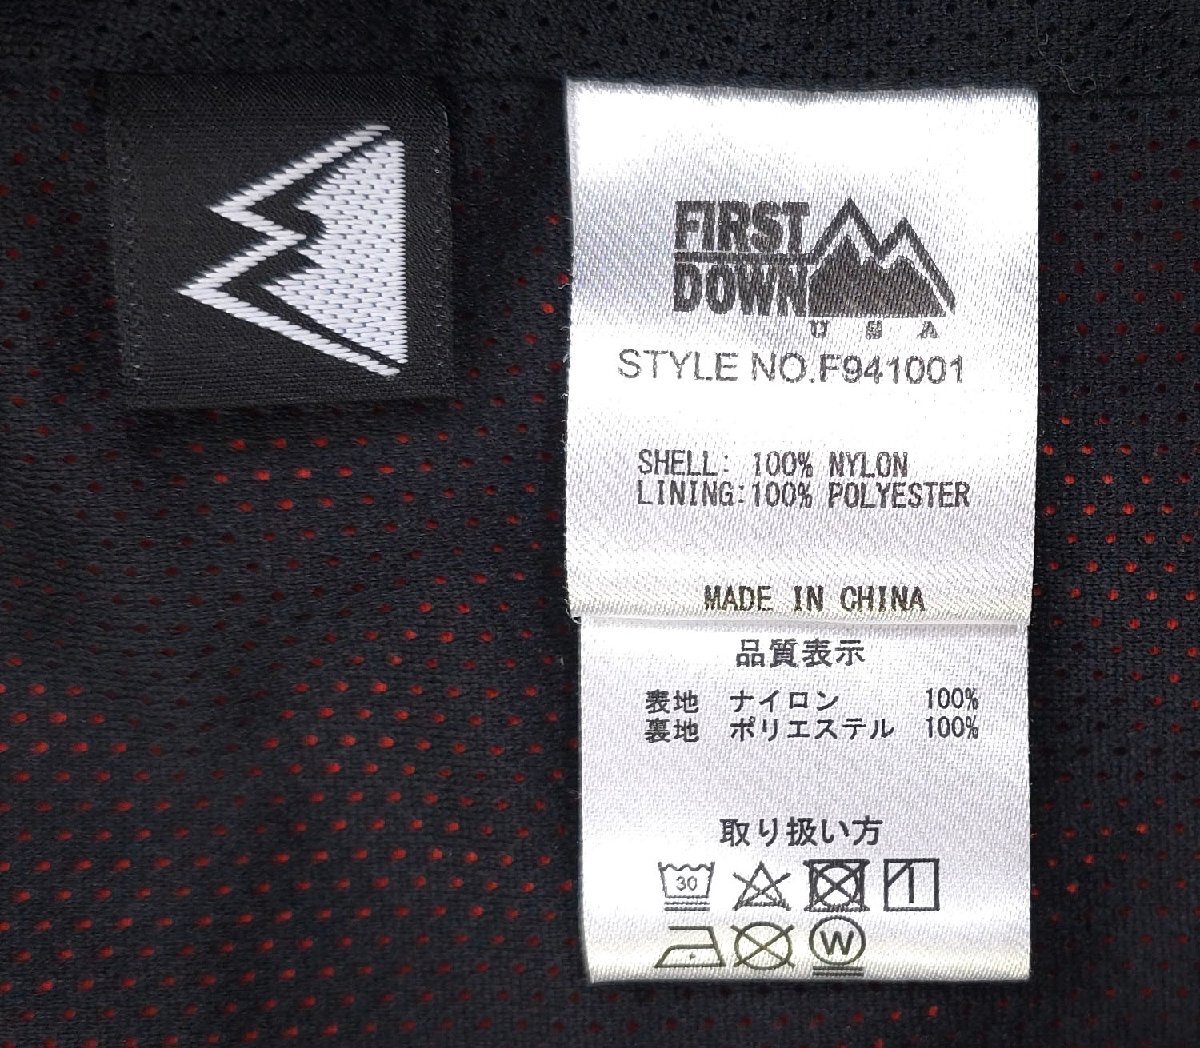 FIRST
DOWN
USA
STYLE NO.F941001
SHELL: 100% NYLON
LINING:100% POLYESTER
MADE IN CHINA
品質表示
表地 ナイロン 100%
裏地 ポリエステル 100%
取り扱い方
30
W